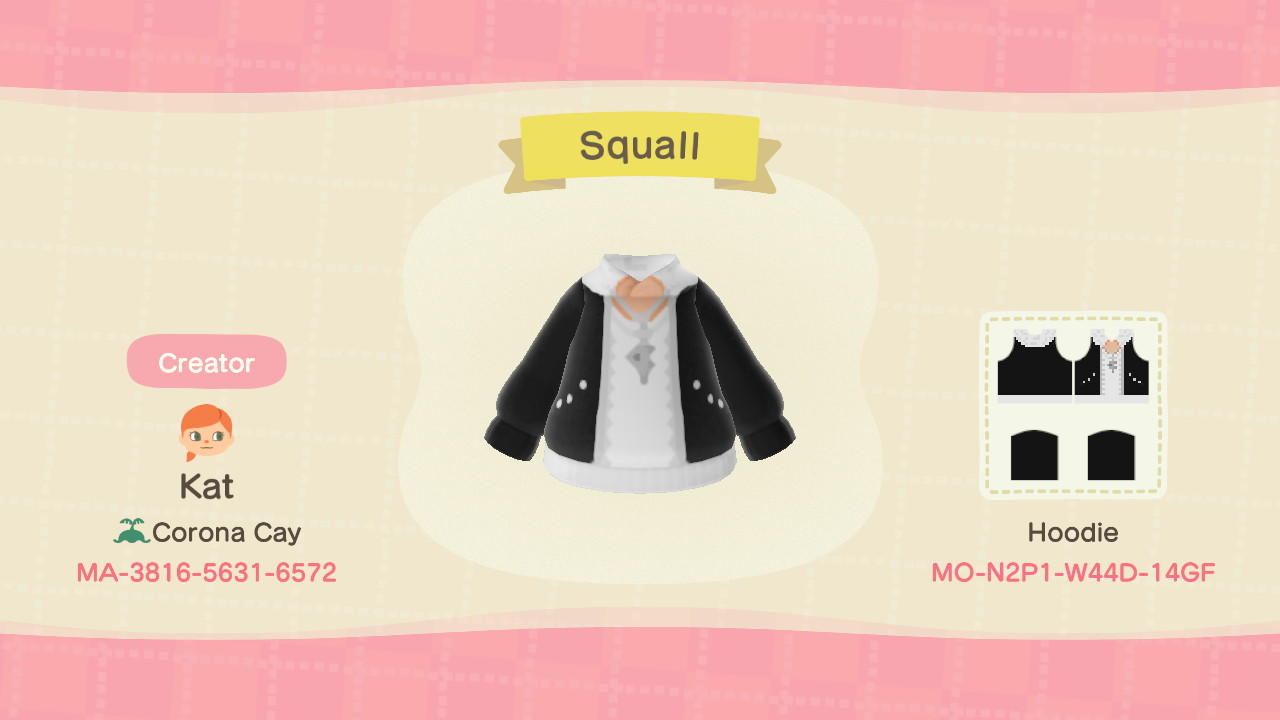 Squall
Creator
Kat
Corona Cay
MA-3816-5631-6572
Hoodie
MO-N2P1-W44D-14GF